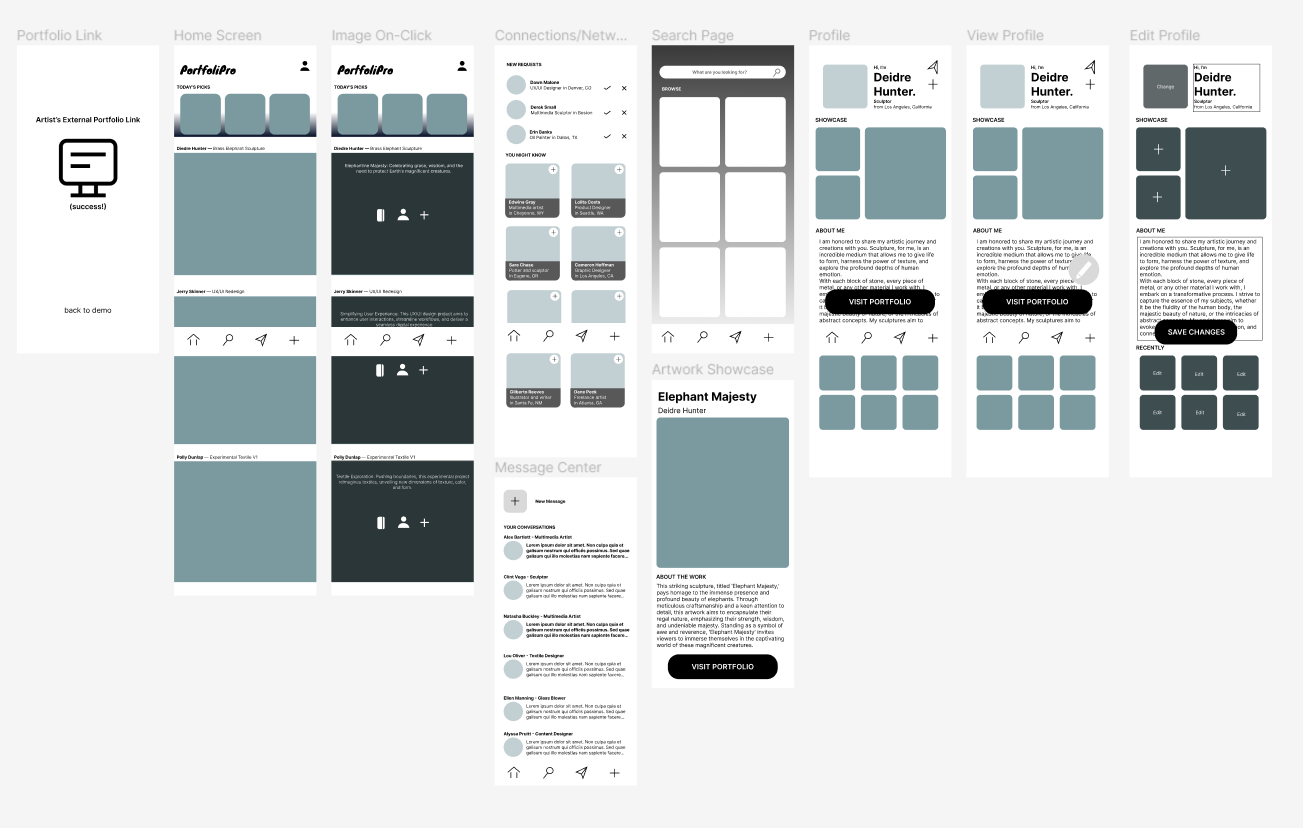 Portfolio Link
Artist's External Portfolio Link
(success!)
back to demo
Home Screen
PortfoliPro
TODAY'S PICKS
Diedre Hunter — Brass Elephant Sculpture
Jerry Skinner — UX/UI Redesign
Polly Dunlap — Experimental Textile V1
Image On-Click
PortfoliPro
TODAY'S PICKS
Diedre Hunter — Brass Elephant Sculpture
Elephantine Majesty: Celebrating grace, wisdom, and the
need to protect Earth's magnificent creatures.
Jerry Skinner — UX/UI Redesign
Simplifying User Experience: This UX/UI design project aims to
enhance user interactions, streamline workflows, and deliver a
seamless digital experience
Polly Dunlap — Experimental Textile V1
Textile Exploration: Pushing boundaries, this experimental project
reimagines textiles, unveiling new dimensions of texture, color,
and form.
Connections/Netw...
NEW REQUESTS
Dawn Malone
UX/UI Designer in Denver, CO
Derek Small
Multimedia Sculptor in Boston
Erin Banks
Oil Painter in Dallas, TX
YOU MIGHT KNOW
Edwina Gray
Multimedia artist
in Cheyenne, WY
Lolita Costa
Product Designer
in Seattle, WA
Sara Chase
Potter and sculptor
in Eugene, OR
Cameron Hoffman
Graphic Designer
in Los Angeles, CA
Gilberto Reeves
Illustrator and writer
in Santa Fe, NM
Dane Peck
Freelance artist
in Atlanta, GA
Message Center
New Message
YOUR CONVERSATIONS
Alex Bartlett - Multimedia Artist
Lorem ipsum dolor sit amet. Non culpa quia et
galisum nostrum qui officiis possimus. Sed quae
galisum qui illo molestias nam sapiente facere...
Clint Vega - Sculptor
Lorem ipsum dolor sit amet. Non culpa quia et
galisum nostrum qui officiis possimus. Sed quae
galisum qui illo molestias nam sapiente facere...
Natasha Buckley - Multimedia Artist
Lorem ipsum dolor sit amet. Non culpa quia et
galisum nostrum qui officiis possimus. Sed quae
galisum qui illo molestias nam sapiente facere...
Lou Oliver - Textile Designer
Lorem ipsum dolor sit amet. Non culpa quia et
galisum nostrum qui officiis possimus. Sed quae
galisum qui illo molestias nam sapiente facere...
Ellen Manning - Glass Blower
Lorem ipsum dolor sit amet. Non culpa quia et
galisum nostrum qui officiis possimus. Sed quae
galisum qui illo molestias nam sapiente facere...
Alyssa Pruitt - Content Designer
Lorem ipsum dolor sit amet. Non culpa quia et
galisum nostrum qui officiis possimus. Sed quae
galisum qui illo molestias nam sapiente facere...
Search Page
What are you looking for?
BROWSE
Artwork Showcase
Elephant Majesty
Deidre Hunter
ABOUT THE WORK
This striking sculpture, titled 'Elephant Majesty,'
pays homage to the immense presence and
profound beauty of elephants. Through
meticulous craftsmanship and a keen attention to
detail, this artwork aims to encapsulate their
regal nature, emphasizing their strength, wisdom,
and undeniable majesty. Standing as a symbol of
awe and reverence, 'Elephant Majesty' invites
viewers to immerse themselves in the captivating
world of these magnificent creatures.
VISIT PORTFOLIO
Profile
Hi, I'm
Deidre
Hunter.
Sculptor
from Los Angeles, California
SHOWCASE
ABOUT ME
I am honored to share my artistic journey and
creations with you. Sculpture, for me, is an
incredible medium that allows me to give life
to form, harness the power of texture, and
explore the profound depths of human
emotion.
With each block of stone, every piece of
metal, or any other material I work with, I
VISIT PORTFOLIO
majesty of nature, or the intricacies of
abstract concepts. My sculptures aim to
View Profile
Hi, I'm
Deidre
Hunter.
Sculptor
from Los Angeles, California
SHOWCASE
ABOUT ME
I am honored to share my artistic journey and
creations with you. Sculpture, for me, is an
incredible medium that allows me to give life
to form, harness the power of
explore the profound depths of hum
emotion.
With each block of stone, every piece of
metal, or any other material I work with, I
VISIT PORTFOLIO
majesty of nature, or the intricacies of
abstract concepts. My sculptures aim to
Edit Profile
Change
Hi, I'm
Deidre
Hunter.
Sculptor
from Los Angeles, California
SHOWCASE
ABOUT ME
I am honored to share my artistic journey and
creations with you. Sculpture, for me, is an
incredible medium that allows me to give life
to form, harness the power of texture, and
explore the profound depths of human
emotion.
With each block of stone, every piece of
metal, or any other material I work with, I
embark on a transformative process. I strive to
capture the essence of my subjects, whether
it be the fluidity of the human body, the
majesty of nature, or the intricacies of
abstract concepts. My sculptures aim to
SAVE CHANGES
RECENTLY
Edit
Edit
Edit
Edit
Edit
Edit